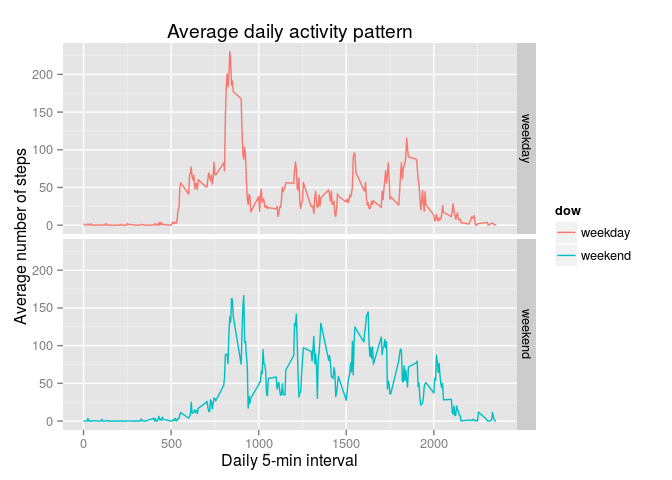 Average daily activity pattern
Average number of steps
200
150
100
50
0
weekday
200
150
100
50
0
weekend
0
500
1000
1500
2000
Daily 5-min interval
dow
weekday
weekend